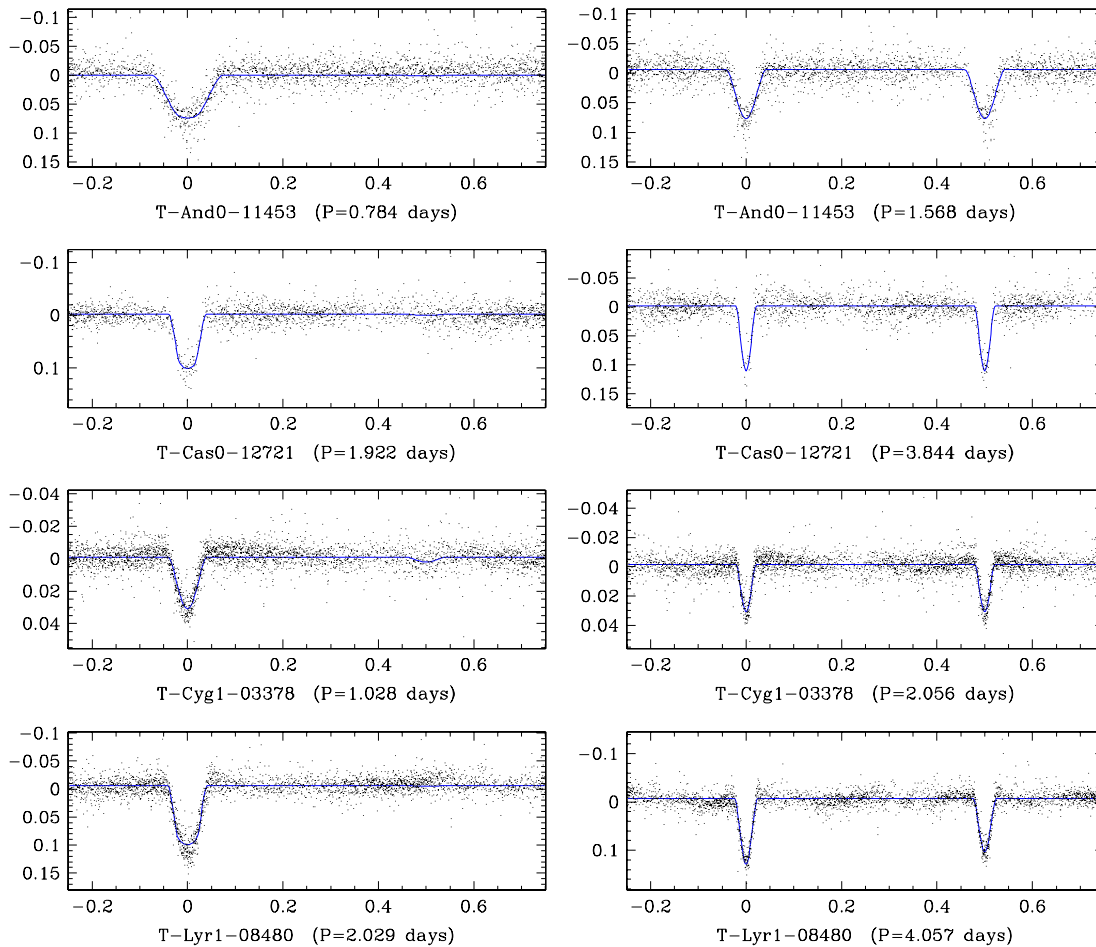 −0.1
−0.05
0
0.05
0.1
0.15
−0.2 0 0.2 0.4 0.6
T−And0−11453 (P=0.784 days)
−0.1
−0.05
0
0.05
0.1
0.15
−0.2 0 0.2 0.4 0.6
T−And0−11453 (P=1.568 days)
−0.1
0
0.1
−0.2 0 0.2 0.4 0.6
T−Cas0−12721 (P=1.922 days)
−0.05
0
0.05
0.1
0.15
−0.2 0 0.2 0.4 0.6
T−Cas0−12721 (P=3.844 days)
−0.04
−0.02
0
0.02
0.04
−0.2 0 0.2 0.4 0.6
T−Cyg1−03378 (P=1.028 days)
−0.04
−0.02
0
0.02
0.04
−0.2 0 0.2 0.4 0.6
T−Cyg1−03378 (P=2.056 days)
−0.1
−0.05
0
0.05
0.1
0.15
−0.2 0 0.2 0.4 0.6
T−Lyr1−08480 (P=2.029 days)
−0.1
0
0.1
−0.2 0 0.2 0.4 0.6
T−Lyr1−08480 (P=4.057 days)